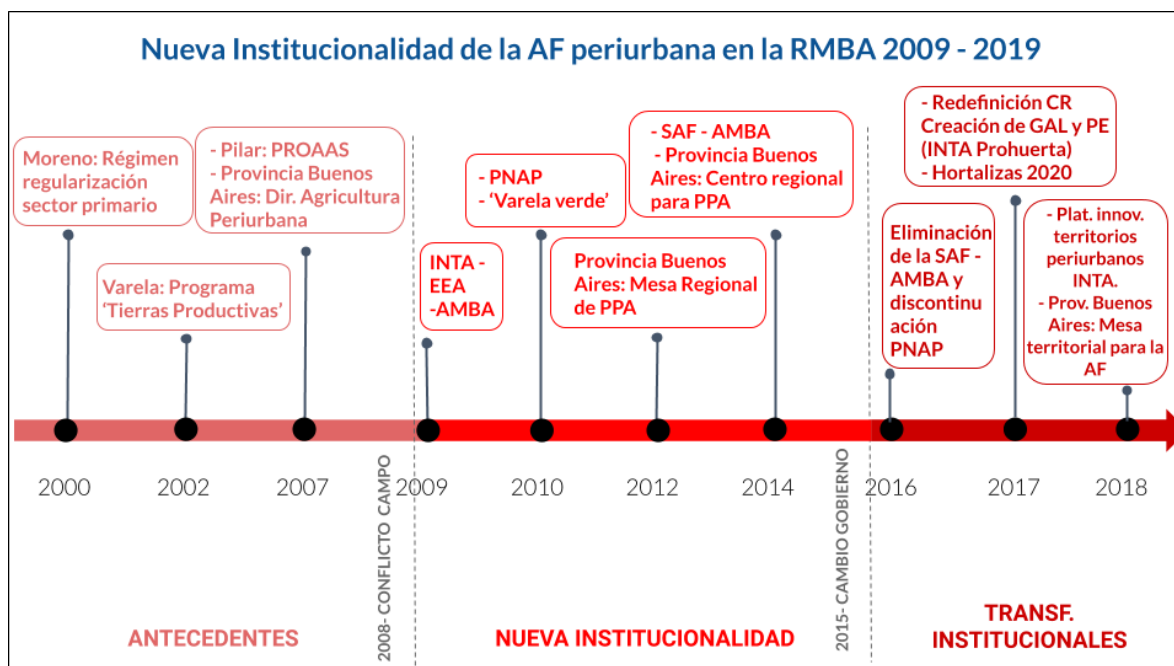 Nueva Institucionalidad de la AF periurbana en la RMBA 2009 - 2019
Moreno: Régimen
regularización
sector primario
- Pilar: PROAAS
- Provincia Buenos
Aires: Dir. Agricultura
Periurbana
Varela: Programa
‘Tierras Productivas’
INTA -
EEA
-AMBA
- PNAP
- ‘Varela verde’
Provincia Buenos
Aires: Mesa Regional
de PPA
- SAF - AMBA
- Provincia Buenos
Aires: Centro regional
para PPA
Eliminación
de la SAF -
AMBA y
discontinu
ación
PNAP
- Redefinición CR
Creación de GAL y PE
(INTA Prohuerta)
- Hortalizas 2020
- Plat. innov.
territorios
periurbanos
INTA.
- Prov. Buenos
Aires: Mesa
territorial para la
AF
2000
2002
2007
2009
2010
2012
2014
2016
2017
2018
2008- CONFLICTO CAMPO
2015- CAMBIO GOBIERNO
ANTECEDENTES
NUEVA INSTITUCIONALIDAD
TRANSF.
INSTITUCIONALES